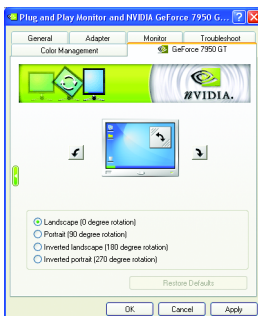 Plug and Play Monitor and NVIDIA GeForce 7950 G...
General Adapter Monitor Troubleshoot
Color Management GeForce 7950 GT
NVIDIA.
Landscape (0 degree rotation)
Portrait (90 degree rotation)
Inverted landscape (180 degree rotation)
Inverted portrait (270 degree rotation)
Restore Defaults
OK Cancel Apply